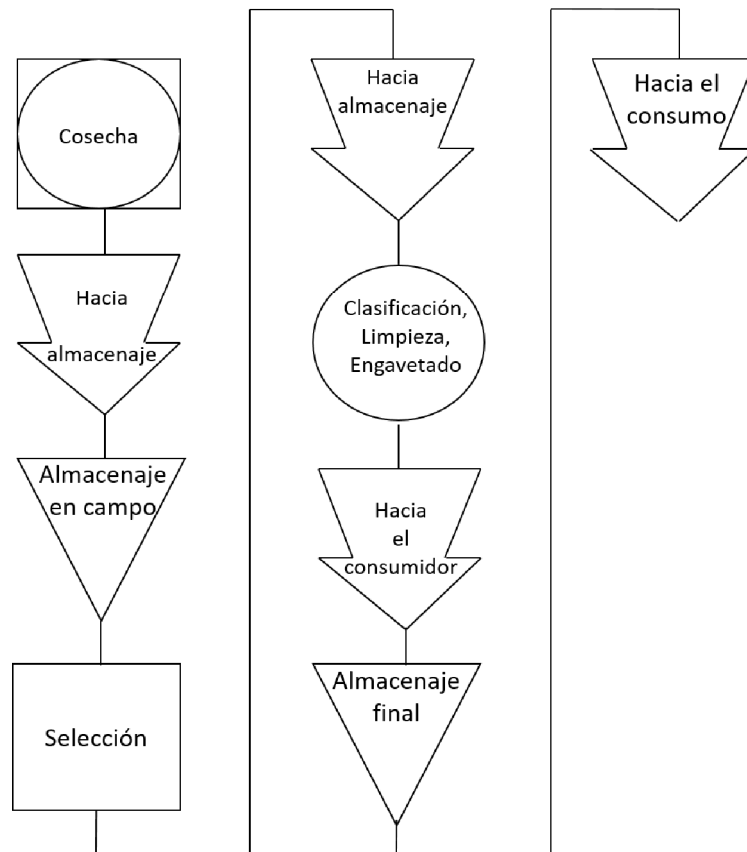 Cosecha
Hacia
almacenaje
Almacenaje
en campo
Selección
Hacia
almacenaje
Clasificación,
Limpieza,
Engavetado
Hacia
el
consumidor
Almacenaje
final
Hacia el
consumo